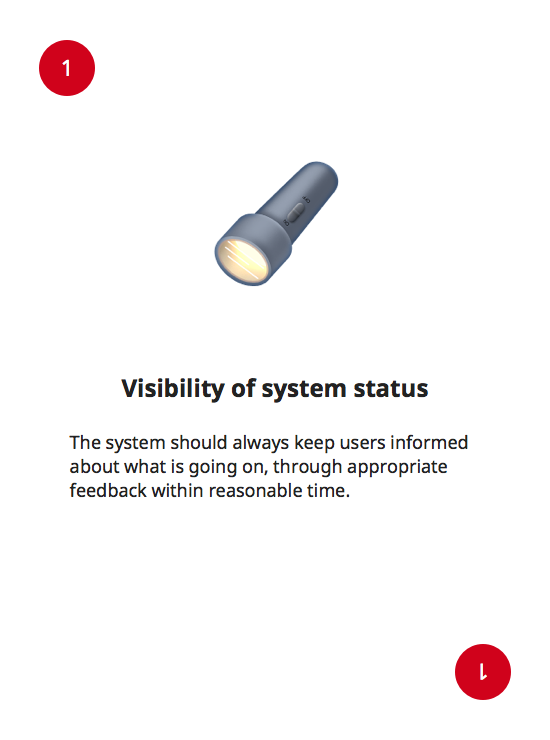 1
Visibility of system status
The system should always keep users informed
about what is going on, through appropriate
feedback within reasonable time.
1